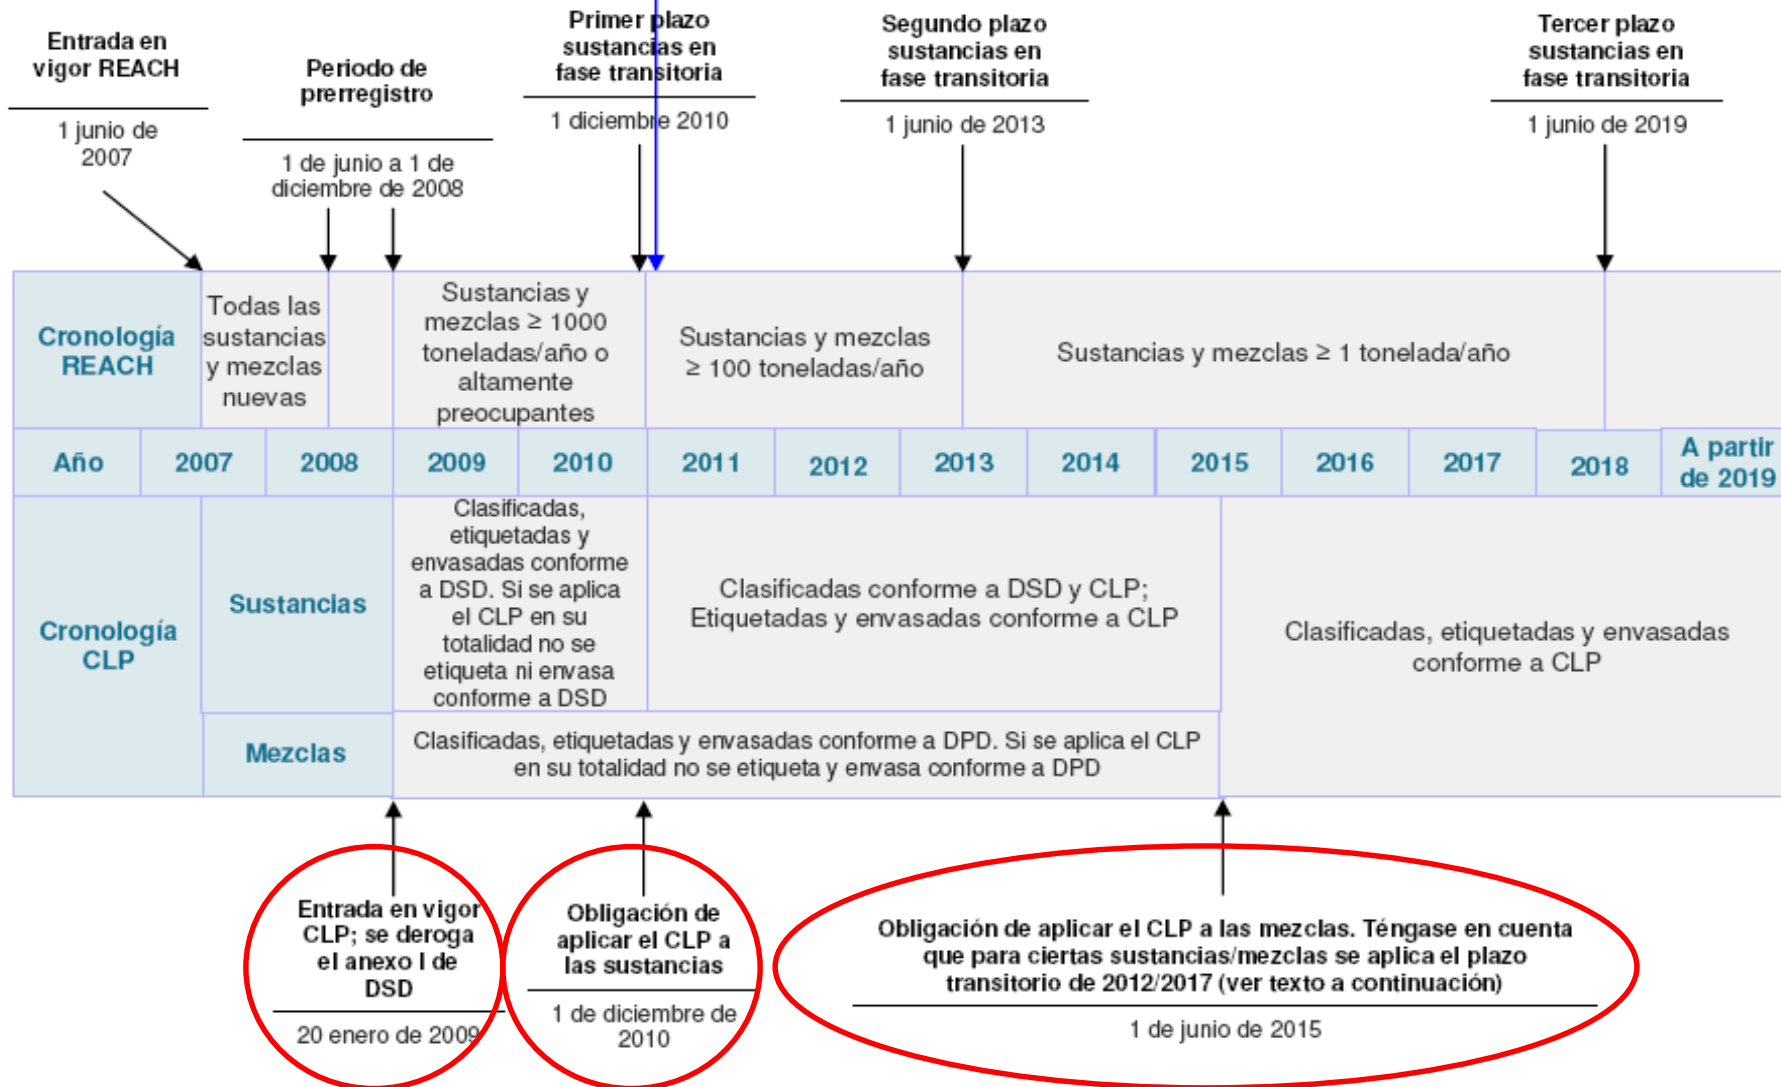 Entrada en
vigor REACH
1 junio de
2007
Periodo de
prerregistro
1 de junio a 1 de
diciembre de 2008
Primer plazo
sustancias en
fase transitoria
1 diciembre 2010
Segundo plazo
sustancias en
fase transitoria
1 junio de 2013
Tercer plazo
sustancias en
fase transitoria
1 junio de 2019
Cronología
REACH
Todas las
sustancias
y mezclas
nuevas
Sustancias y
mezclas ≥ 1000
toneladas/año o
altamente
preocupantes
Sustancias y mezclas
≥ 100 toneladas/año
Sustancias y mezclas ≥ 1 tonelada/año
Año
2007
2008
2009
2010
2011
2012
2013
2014
2015
2016
2017
2018
A partir
de 2019
Cronología
CLP
Sustancias
Clasificadas,
etiquetadas y
envasadas conforme
a DSD. Si se aplica
el CLP en su
totalidad no se
etiqueta ni envasa
conforme a DSD
Clasificadas conforme a DSD y CLP;
Etiquetadas y envasadas conforme a CLP
Clasificadas, etiquetadas y envasadas
conforme a CLP
Mezclas
Clasificadas, etiquetadas y envasadas conforme a DPD. Si se aplica el CLP
en su totalidad no se etiqueta y envasa conforme a DPD
Entrada en vigor
CLP; se deroga
el anexo I de
DSD
20 enero de 2009
Obligación de
aplicar el CLP a
las sustancias
1 de diciembre de
2010
Obligación de aplicar el CLP a las mezclas. Téngase en cuenta
que para ciertas sustancias/mezclas se aplica el plazo
transitorio de 2012/2017 (ver texto a continuación)
1 de junio de 2015